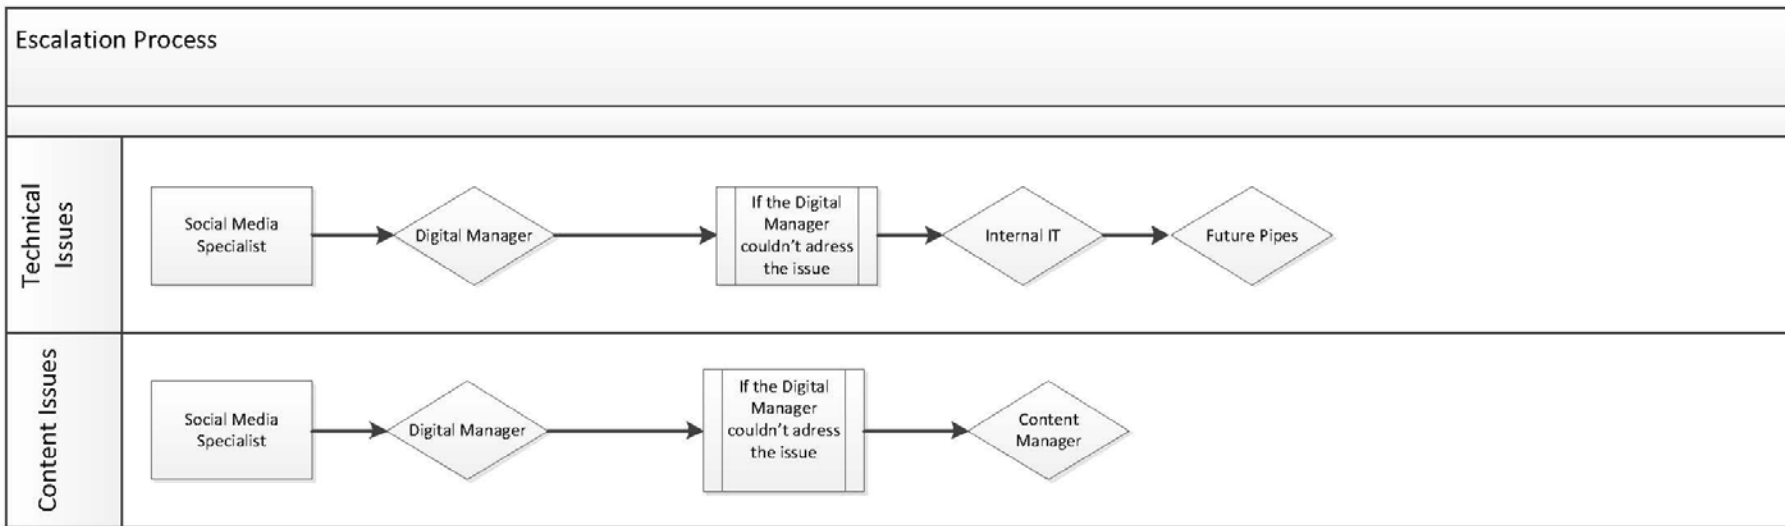 Escalation Process
Technical
Issues
Social Media
Specialist
Digital Manager
If the Digital
Manager
couldn't adress
the issue
Internal IT
Future Pipes
Content Issues
Social Media
Specialist
Digital Manager
If the Digital
Manager
couldn't adress
the issue
Content
Manager